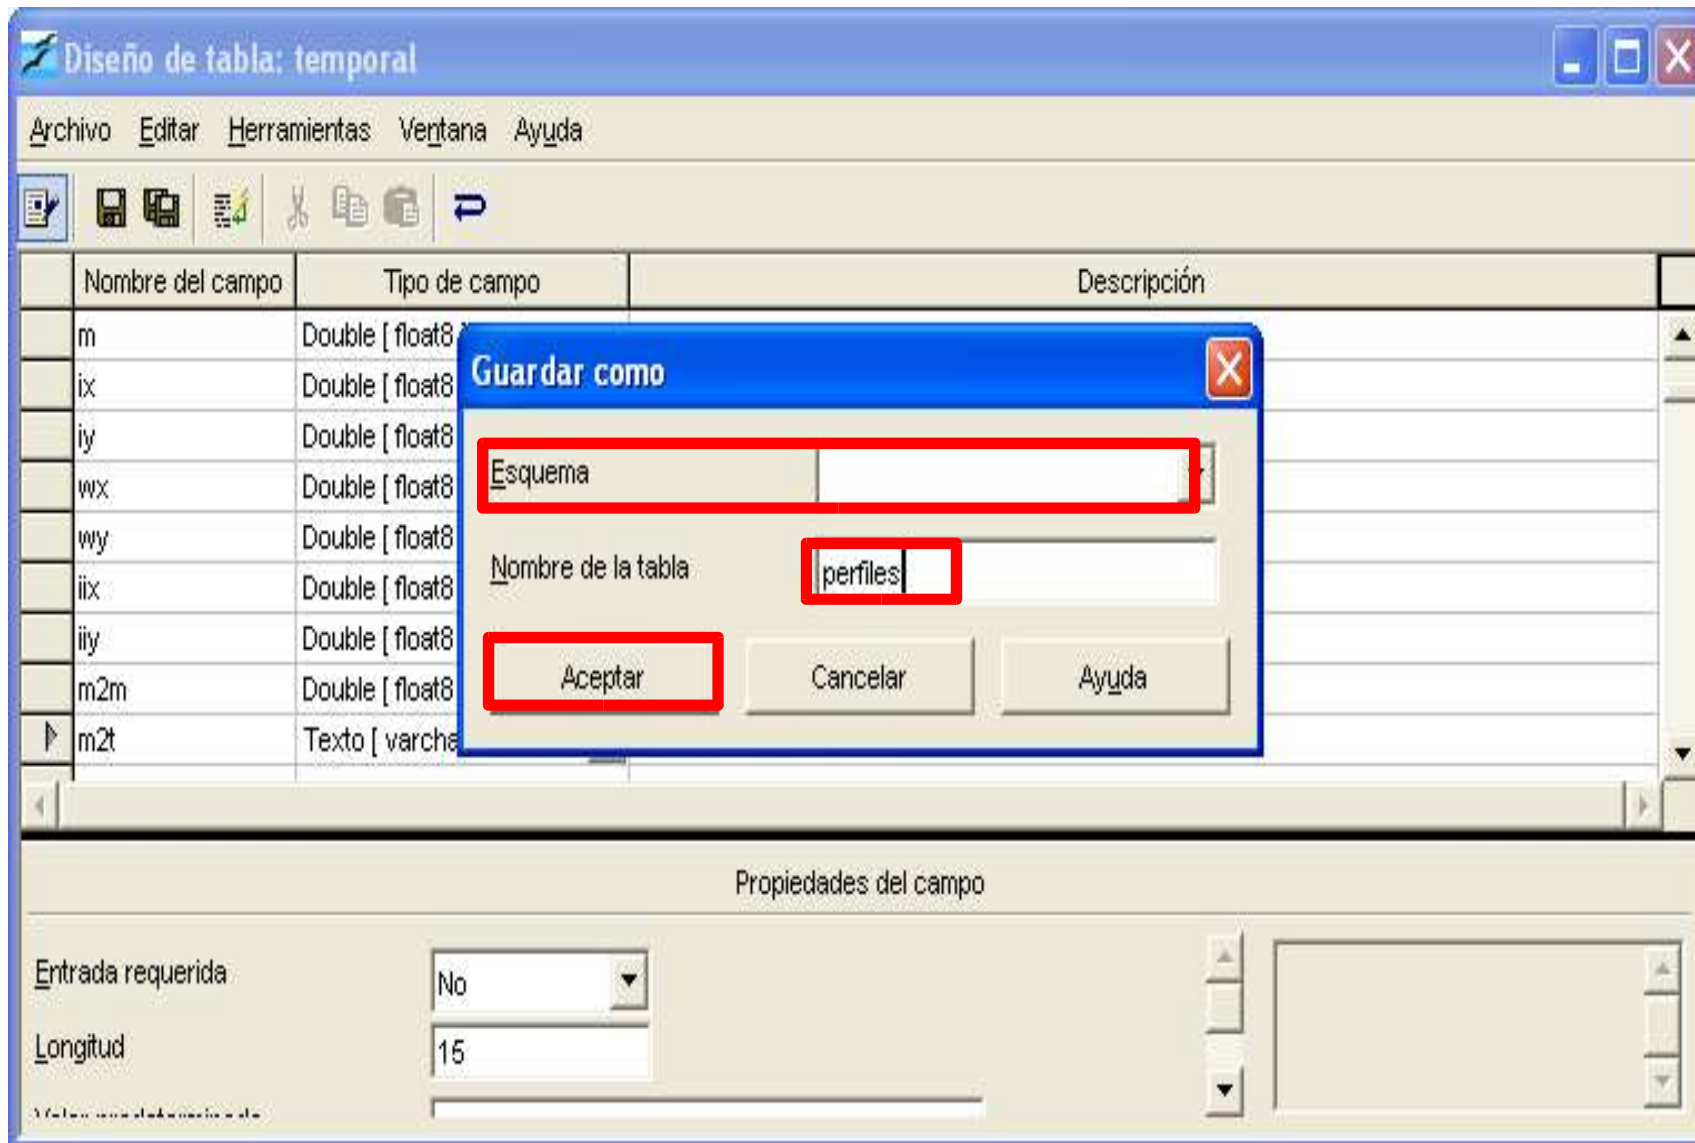 Diseño de tabla: temporal
Archivo Editar Herramientas Ventana Ayuda
Nombre del campo Tipo de campo Descripción
m Double [ float8
ix Double [ float8
iy Double [ float8
wx Double [ float8
wy Double [ float8
iix Double [ float8
iiy Double [ float8
m2m Double [ float8
m2t Texto [ varcha
Guardar como
Esquema
Nombre de la tabla perfiles
Aceptar Cancelar Ayuda
Propiedades del campo
Entrada requerida No
Longitud 15